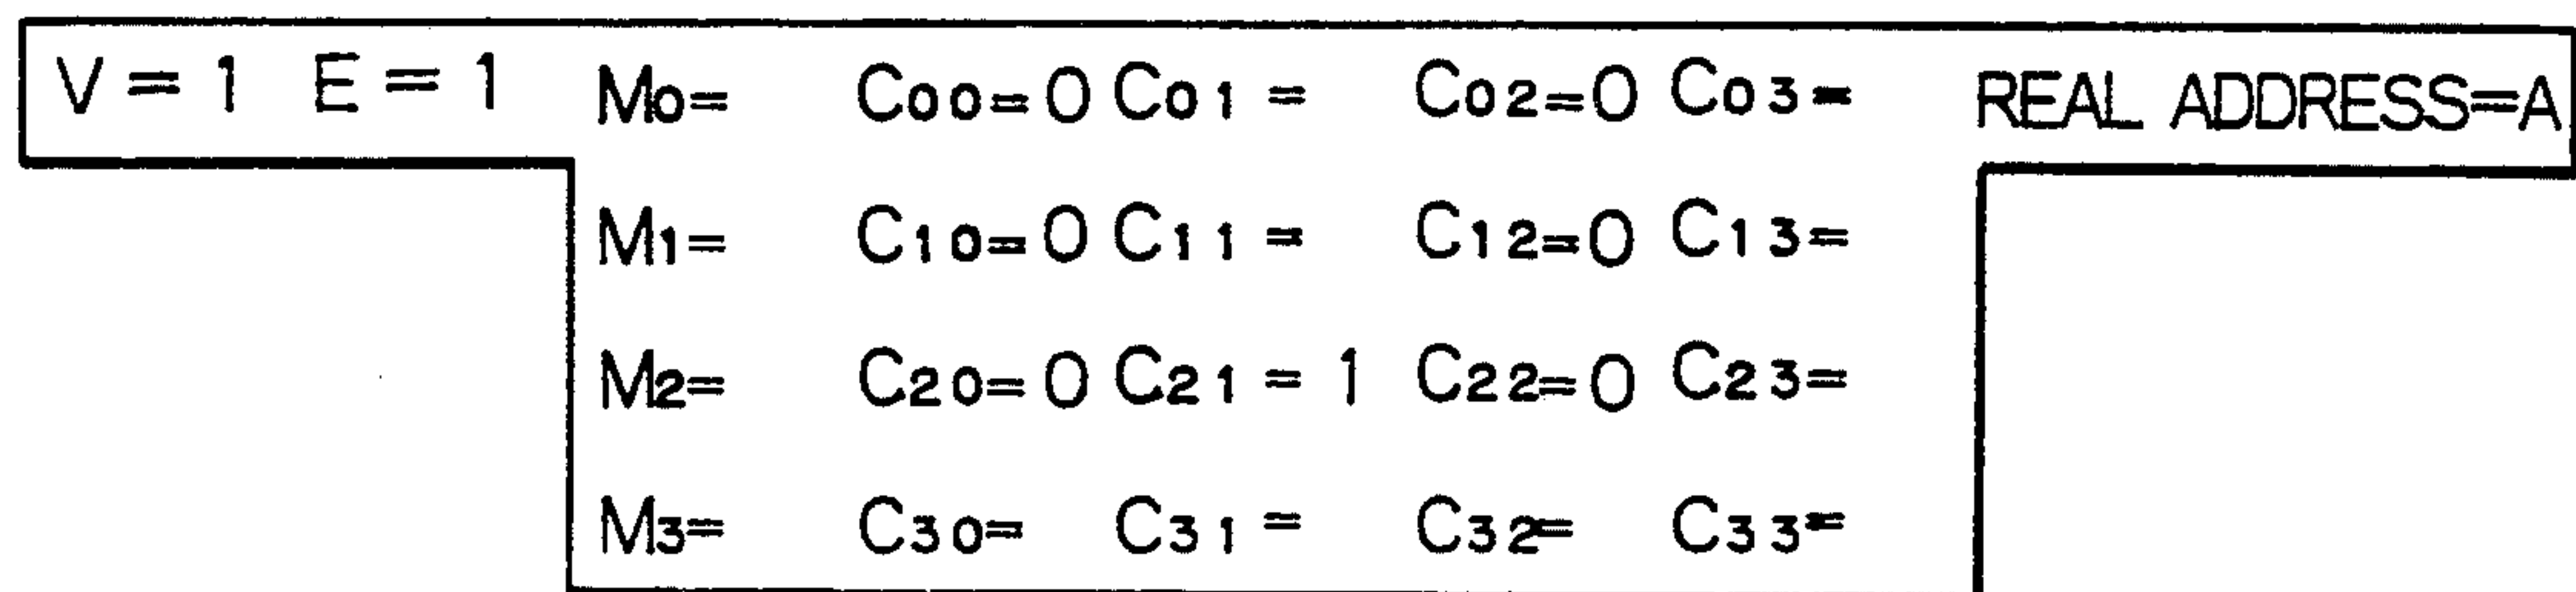 V = 1 E = 1 M0= C00=0 C01 = C02=0 C03= REAL ADDRESS=A
M1= C10=0 C11 = C12=0 C13=
M2= C20=0 C21 = 1 C22=0 C23=
M3= C30= C31 = C32= C33=